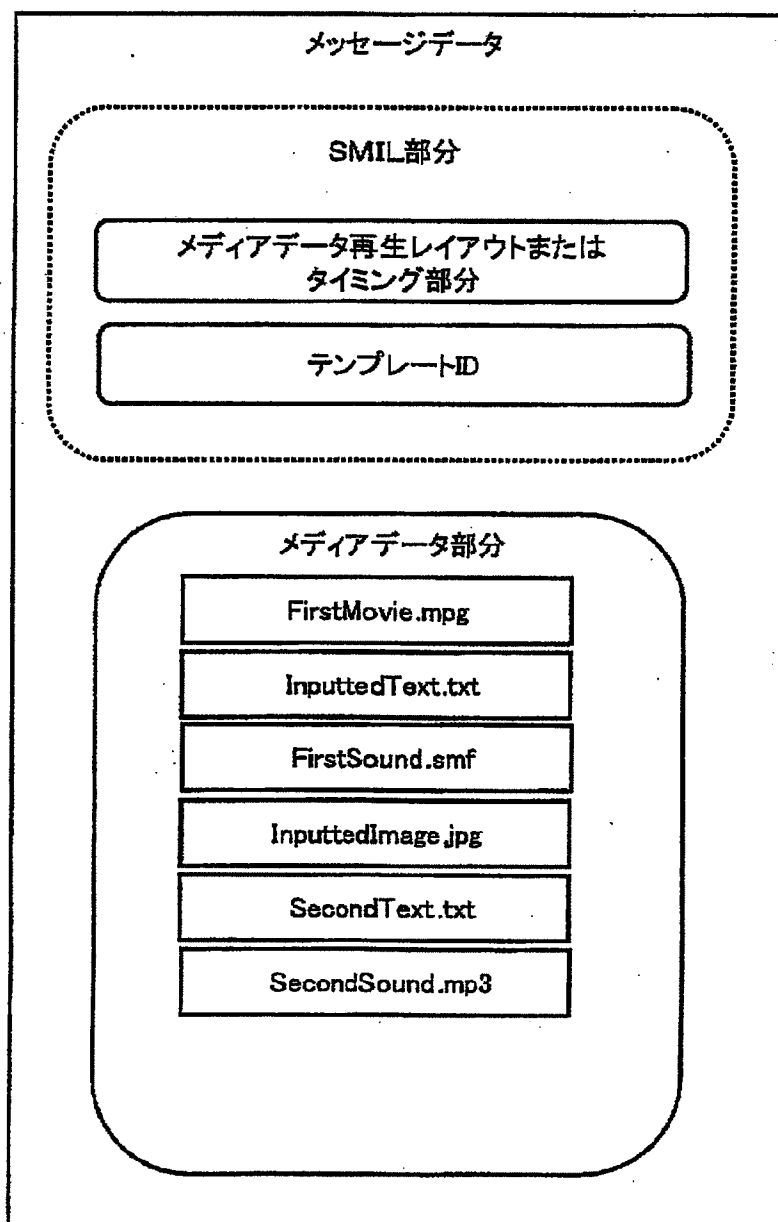 メッセージデータ
SMIL部分
メディアデータ再生レイアウトまたは
タイミング部分
テンプレートID
メディアデータ部分
FirstMovie.mpg
InputtedText.txt
FirstSound.smf
InputtedImage.jpg
SecondText.txt
SecondSound.mp3